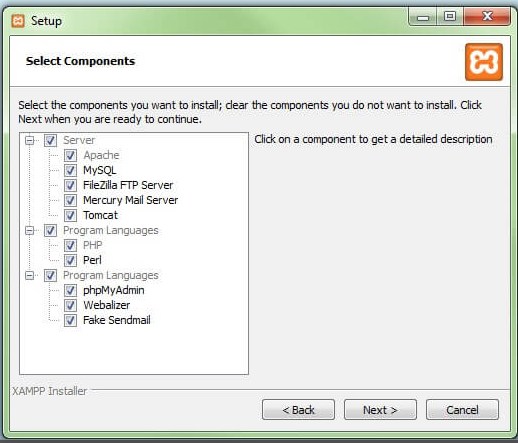 Setup
Select Components
Select the components you want to install; clear the components you do not want to install. Click
Next when you are ready to continue.
Server
Apache
MySQL
FileZilla FTP Server
Mercury Mail Server
Tomcat
Program Languages
PHP
Perl
Program Languages
phpMyAdmin
Webalizer
Fake Sendmail
Click on a component to get a detailed description
XAMPP Installer
< Back
Next >
Cancel